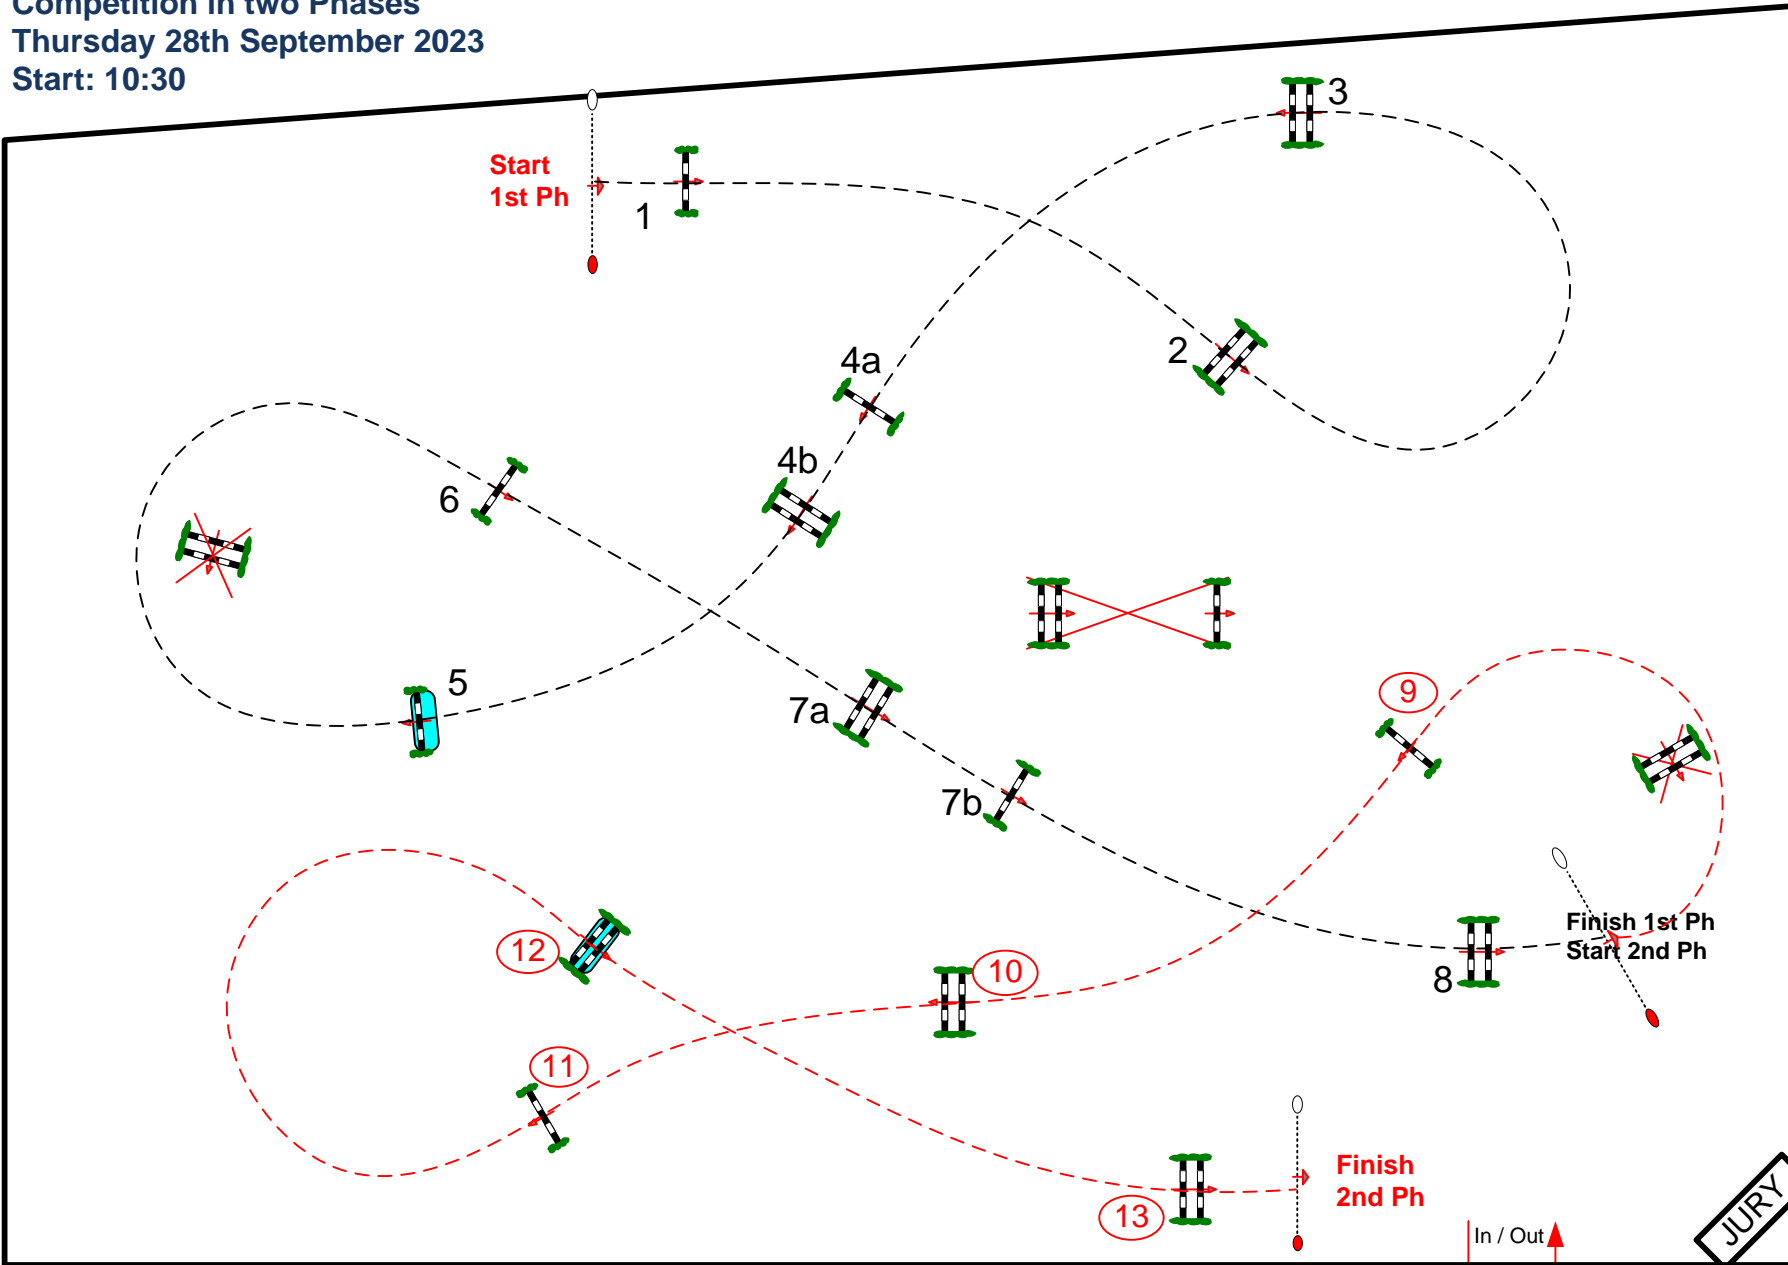 Competition in two Phases
Thursday 28th September 2023
Start: 10:30
3
Start
1st Ph
1
2
4a
4b
6
5
7a
9
7b
12
10
Finish 1st Ph
Start 2nd Ph
8
11
Finish
2nd Ph
13
In / Out
JURY